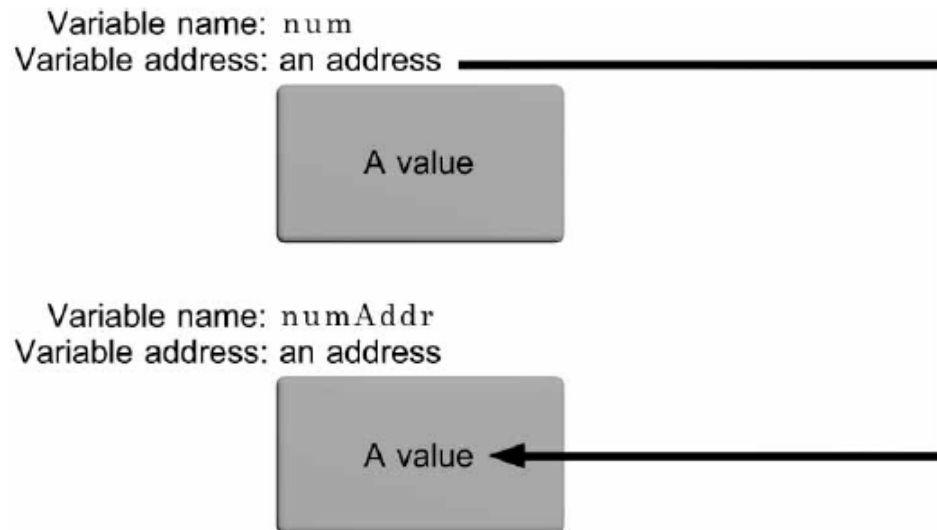 Variable name: num
Variable address: an address
A value
Variable name: numAddr
Variable address: an address
A value